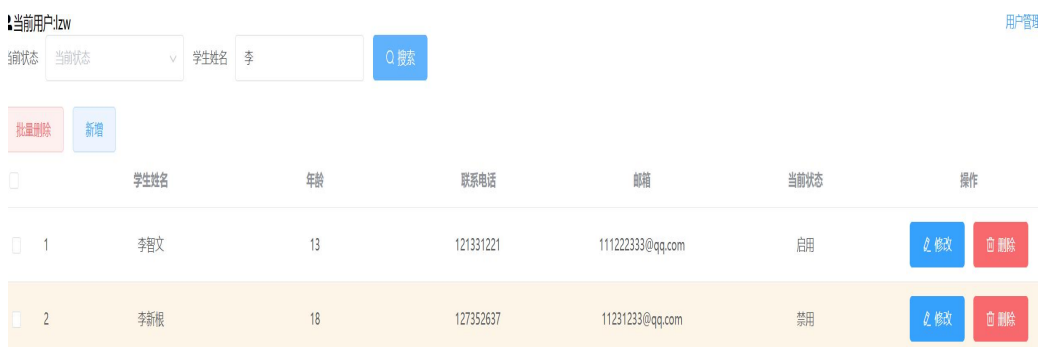 当前用户:lzw 用户管理
当前状态 当前状态 学生姓名 李 搜索
批量删除 新增
学生姓名 年龄 联系电话 邮箱 当前状态 操作
1 李智文 13 121331221 111222333@qq.com 启用 修改 删除
2 李新根 18 127352637 11231233@qq.com 禁用 修改 删除